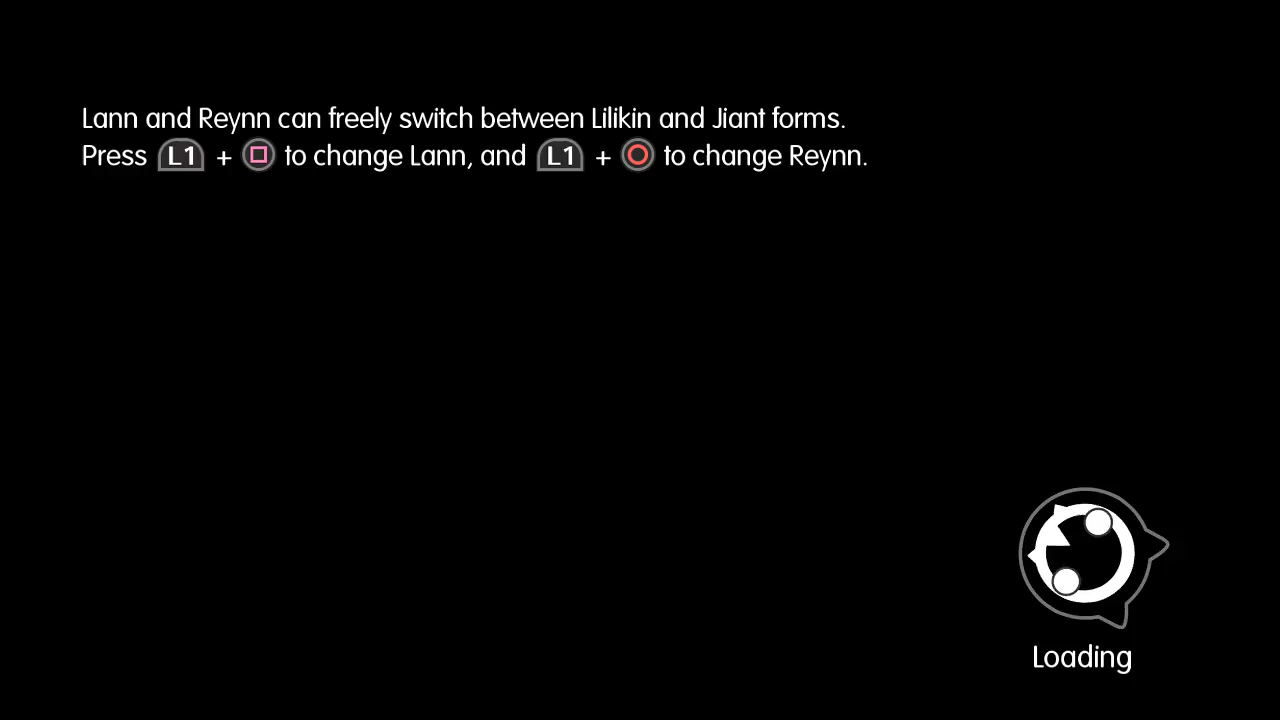 Lann and Reynn can freely switch between Lilikin and Jiant forms.
Press L1 + to change Lann, and L1 + to change Reynn.
Loading